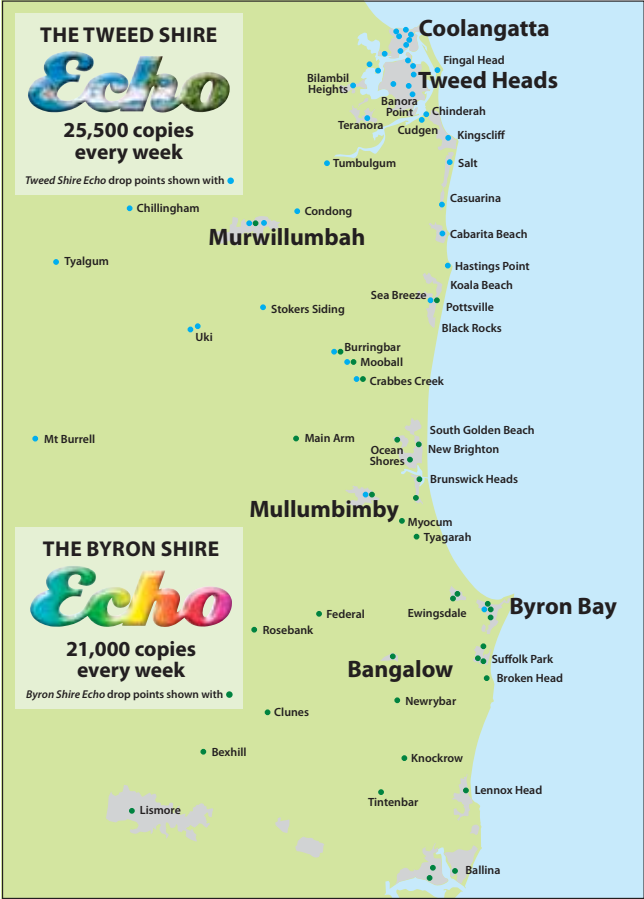 THE TWEED SHIRE
Echo
25,500 copies
every week
Tweed Shire Echo drop points shown with
Coolangatta
Fingal Head
Tweed Heads
Bilambil
Heights
Banora
Point
Chinderah
Teranora
Cudgen
Kingscliff
Tumbulgum
Salt
Casuarina
Chillingham
Condong
Murwillumbah
Cabarita Beach
Tyalgum
Hastings Point
Koala Beach
Sea Breeze
Pottsville
Stokers Siding
Black Rocks
Uki
Burringbar
Mooball
Crabbes Creek
South Golden Beach
Mt Burrell
Main Arm
Ocean
Shores
New Brighton
Brunswick Heads
Mullumbimby
Myocum
Tyagarah
THE BYRON SHIRE
Echo
21,000 copies
every week
Byron Shire Echo drop points shown with
Byron Bay
Ewingsdale
Federal
Rosebank
Suffolk Park
Bangalow
Broken Head
Newrybar
Clunes
Bexhill
Knockrow
Lennox Head
Tintenbar
Lismore
Ballina